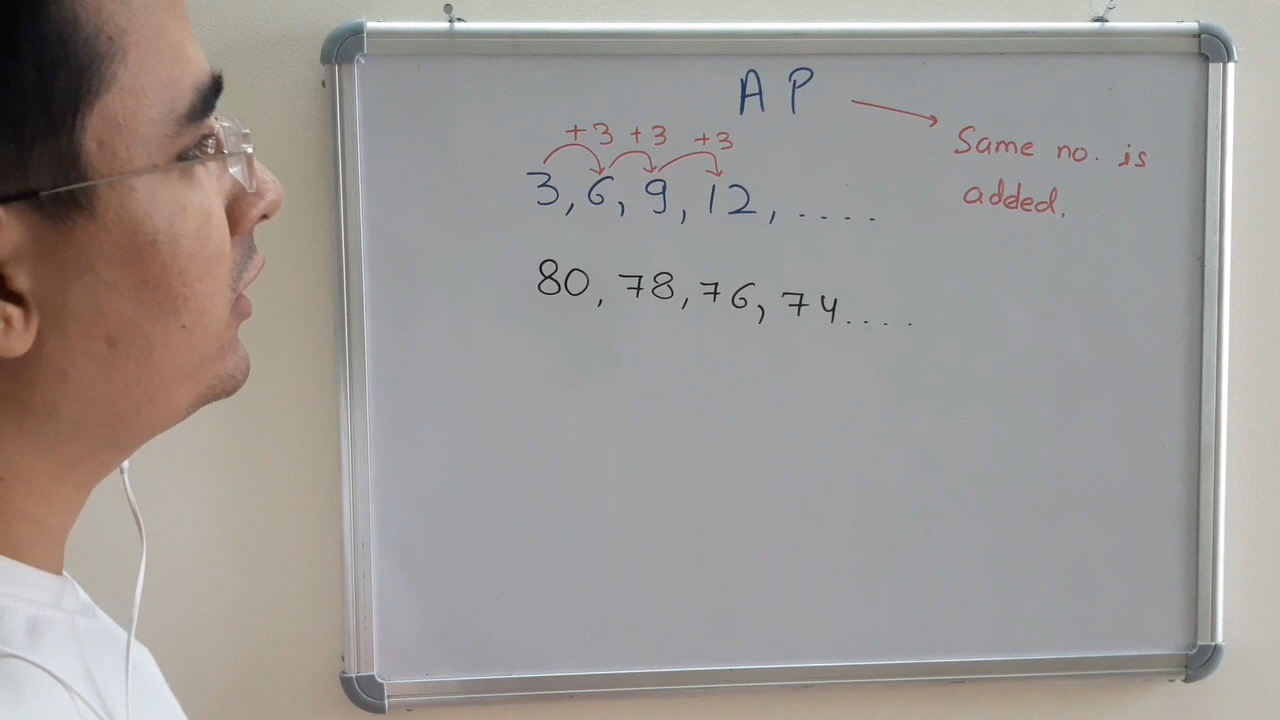 A P
Same no. is
added.
+3 +3 +3
3, 6, 9, 12, ....
80, 78, 76, 74....